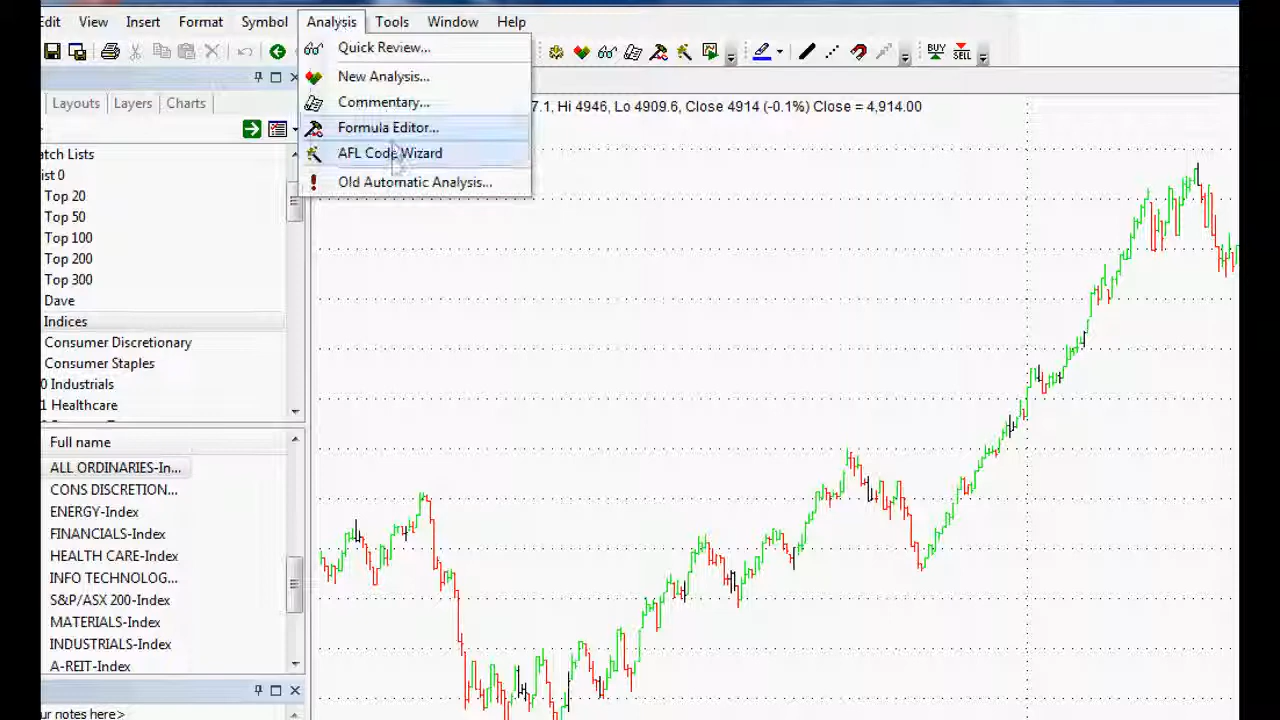 dit View Insert Format Symbol Analysis Tools Window Help
Quick Review...
New Analysis...
Commentary...
Formula Editor...
AFL Code Wizard
Old Automatic Analysis...
BUY SELL
Layouts Layers Charts
7.1, Hi 4946, Lo 4909.6, Close 4914 (-0.1%) Close = 4,914.00
atch Lists
ist 0
Top 20
Top 50
Top 100
Top 200
Top 300
Dave
Indices
Consumer Discretionary
Consumer Staples
0 Industrials
1 Healthcare
Full name
ALL ORDINARIES-In...
CONS DISCRETION...
ENERGY-Index
FINANCIALS-Index
HEALTH CARE-Index
INFO TECHNOLOG...
S&P/ASX 200-Index
MATERIALS-Index
INDUSTRIALS-Index
A-REIT-Index
ur notes here>